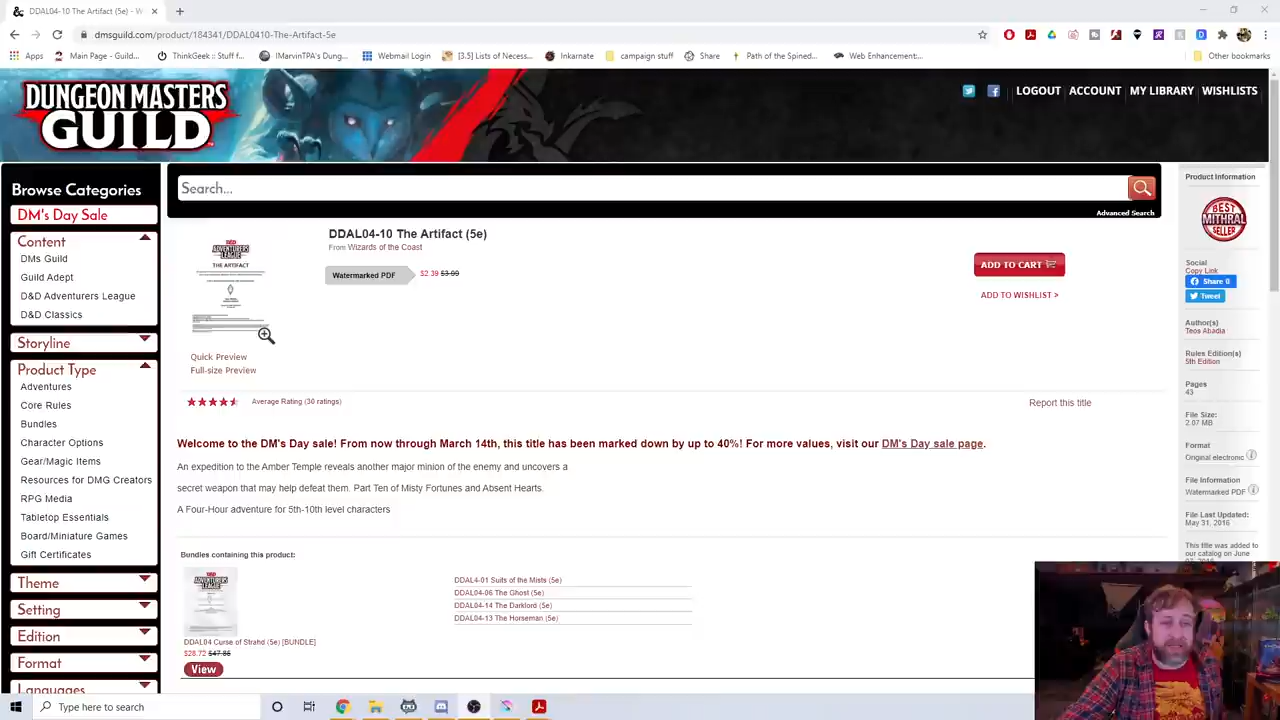 DDAL04-10 The Artifact (5e) - W
dmsguild.com/product/184341/DDAL0410-The-Artifact-5e
Apps
Main Page - Guild...
ThinkGeek :: Stuff f...
IMarvinTPA's Dung...
Webmail Login
[3.5] Lists of Necess...
Inkarnate
campaign stuff
Share
Path of the Spined...
Web Enhancement:...
Other bookmarks
DUNGEON MASTERS
GUILD
LOGOUT
ACCOUNT
MY LIBRARY
WISHLISTS
Browse Categories
DM's Day Sale
Content
DMs Guild
Guild Adept
D&D Adventurers League
D&D Classics
Storyline
Product Type
Adventures
Core Rules
Bundles
Character Options
Gear/Magic Items
Resources for DMG Creators
RPG Media
Tabletop Essentials
Board/Miniature Games
Gift Certificates
Theme
Setting
Edition
Format
Languages
Search...
Advanced Search
ADVENTURERS
LEAGUE
THE ARTIFACT
Quick Preview
Full-size Preview
DDAL04-10 The Artifact (5e)
From Wizards of the Coast
Watermarked PDF
$2.39 $3.99
ADD TO CART
ADD TO WISHLIST >
Average Rating (30 ratings)
Report this title
Welcome to the DM's Day sale! From now through March 14th, this title has been marked down by up to 40%! For more values, visit our DM's Day sale page.
An expedition to the Amber Temple reveals another major minion of the enemy and uncovers a
secret weapon that may help defeat them. Part Ten of Misty Fortunes and Absent Hearts.
A Four-Hour adventure for 5th-10th level characters
Bundles containing this product:
ADVENTURERS
LEAGUE
DDAL04 Curse of Strahd (5e) [BUNDLE]
$28.72 $47.86
View
DDAL4-01 Suits of the Mists (5e)
DDAL04-06 The Ghost (5e)
DDAL04-14 The Darklord (5e)
DDAL04-13 The Horseman (5e)
Product Information
BEST
MITHRAL
SELLER
Social
Copy Link
Share 0
Tweet
Author(s)
Teos Abadia
Rules Edition(s)
5th Edition
Pages
43
File Size:
2.07 MB
Format
Original electronic
File Information
Watermarked PDF
File Last Updated:
May 31, 2016
This title was added to
our catalog on June
Type here to search